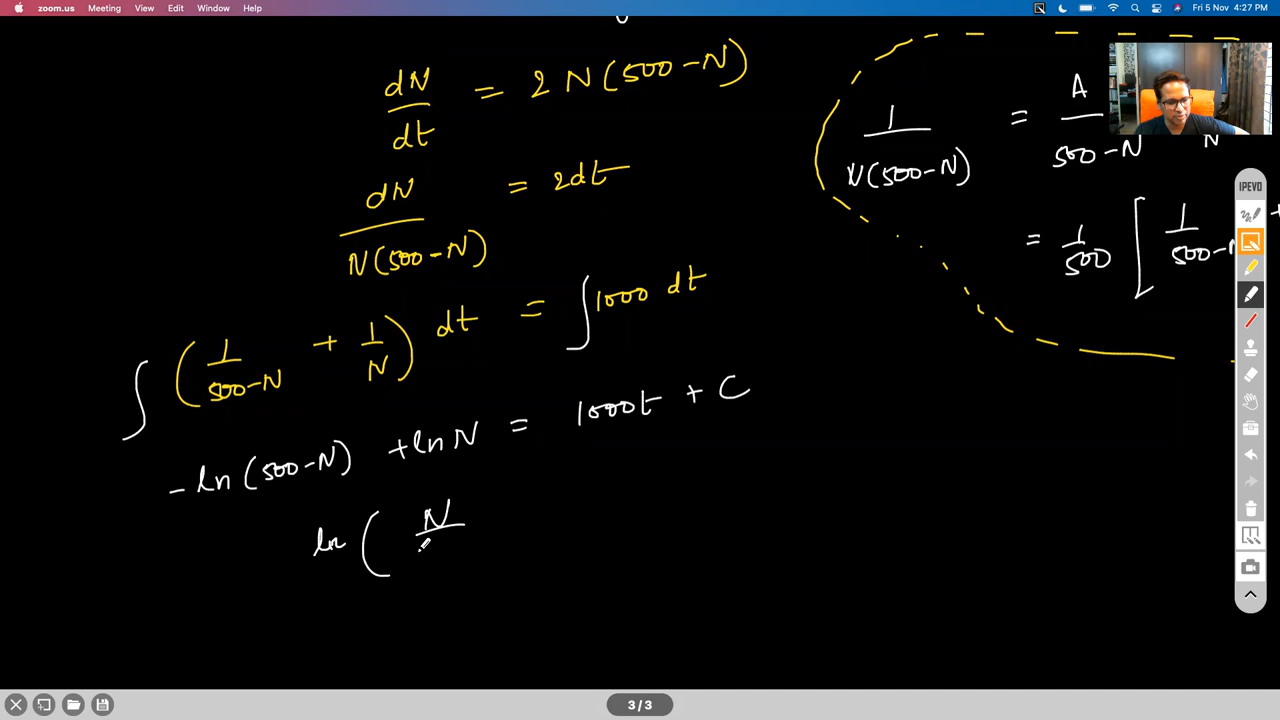 zoom.us Meeting View Edit Window Help Fri 5 Nov 4:27 PM
dN/dt = 2 N (500 - N)
dN/N(500 - N) = 2dt
∫ (1/500-N + 1/N) dt = ∫ 1000 dt
- ln (500 - N) + ln N = 1000t + C
ln ( N/
1/N(500-N) = A/500-N N
= 1/500 [ 1/500-N +
IPEVO
3/3